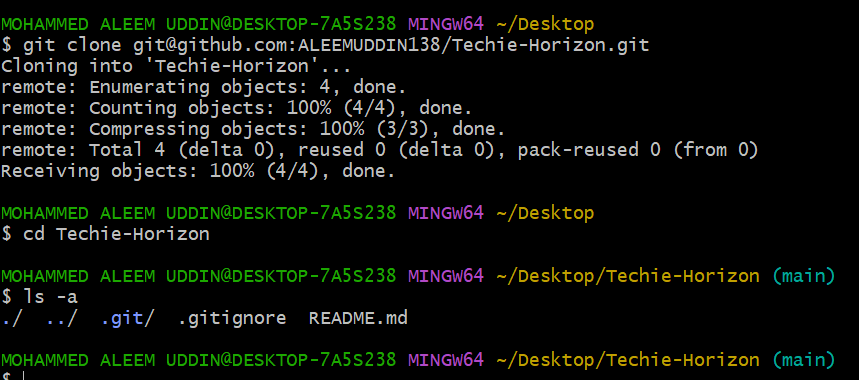 MOHAMMED ALEEM UDDIN@DESKTOP-7A5S238 MINGW64 ~/Desktop
$ git clone git@github.com:ALEEMUDDIN138/Techie-Horizon.git
Cloning into 'Techie-Horizon'...
remote: Enumerating objects: 4, done.
remote: Counting objects: 100% (4/4), done.
remote: Compressing objects: 100% (3/3), done.
remote: Total 4 (delta 0), reused 0 (delta 0), pack-reused 0 (from 0)
Receiving objects: 100% (4/4), done.
MOHAMMED ALEEM UDDIN@DESKTOP-7A5S238 MINGW64 ~/Desktop
$ cd Techie-Horizon
MOHAMMED ALEEM UDDIN@DESKTOP-7A5S238 MINGW64 ~/Desktop/Techie-Horizon (main)
$ ls -a
./  ../  .git/  .gitignore  README.md
MOHAMMED ALEEM UDDIN@DESKTOP-7A5S238 MINGW64 ~/Desktop/Techie-Horizon (main)
$